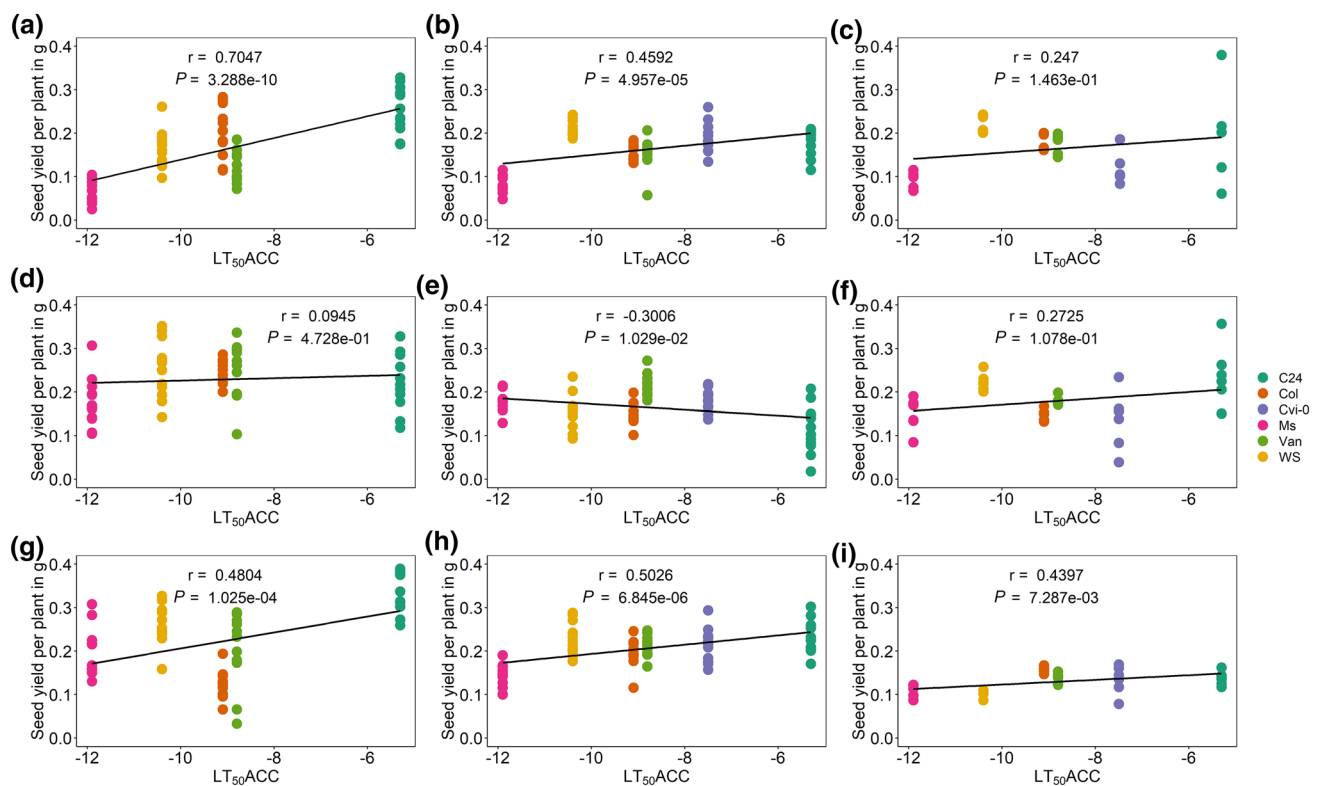 (a)
r = 0.7047
P = 3.288e-10
Seed yield per plant in g
0.4
0.3
0.2
0.1
0.0
-12 -10 -8 -6
LT50ACC
(b)
r = 0.4592
P = 4.957e-05
Seed yield per plant in g
0.4
0.3
0.2
0.1
0.0
-12 -10 -8 -6
LT50ACC
(c)
r = 0.247
P = 1.463e-01
Seed yield per plant in g
0.4
0.3
0.2
0.1
0.0
-12 -10 -8 -6
LT50ACC
(d)
r = 0.0945
P = 4.728e-01
Seed yield per plant in g
0.4
0.3
0.2
0.1
0.0
-12 -10 -8 -6
LT50ACC
(e)
r = -0.3006
P = 1.029e-02
Seed yield per plant in g
0.4
0.3
0.2
0.1
0.0
-12 -10 -8 -6
LT50ACC
(f)
r = 0.2725
P = 1.078e-01
Seed yield per plant in g
0.4
0.3
0.2
0.1
0.0
-12 -10 -8 -6
LT50ACC
C24
Col
Cvi-0
Ms
Van
WS
(g)
r = 0.4804
P = 1.025e-04
Seed yield per plant in g
0.4
0.3
0.2
0.1
0.0
-12 -10 -8 -6
LT50ACC
(h)
r = 0.5026
P = 6.845e-06
Seed yield per plant in g
0.4
0.3
0.2
0.1
0.0
-12 -10 -8 -6
LT50ACC
(i)
r = 0.4397
P = 7.287e-03
Seed yield per plant in g
0.4
0.3
0.2
0.1
0.0
-12 -10 -8 -6
LT50ACC